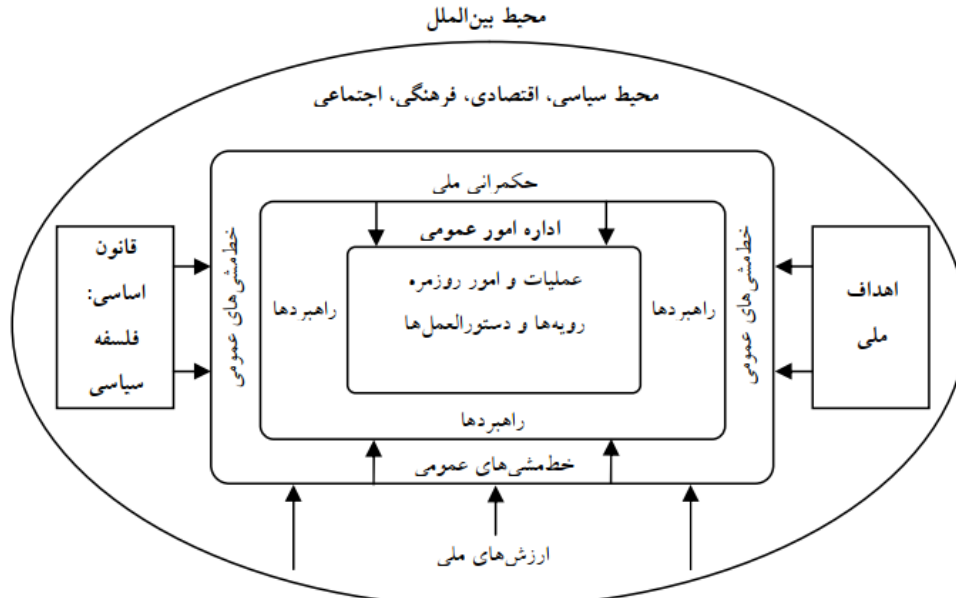 محیط بین‌الملل
محیط سیاسی، اقتصادی، فرهنگی، اجتماعی
حکمرانی ملی
اداره امور عمومی
عملیات و امور روزمره
رویه‌ها و دستورالعمل‌ها
راهبردها
راهبردها
راهبردها
خط‌مشی‌های عمومی
خط‌مشی‌های عمومی
خط‌مشی‌های عمومی
اهداف
ملی
قانون
اساسی:
فلسفه
سیاسی
ارزش‌های ملی